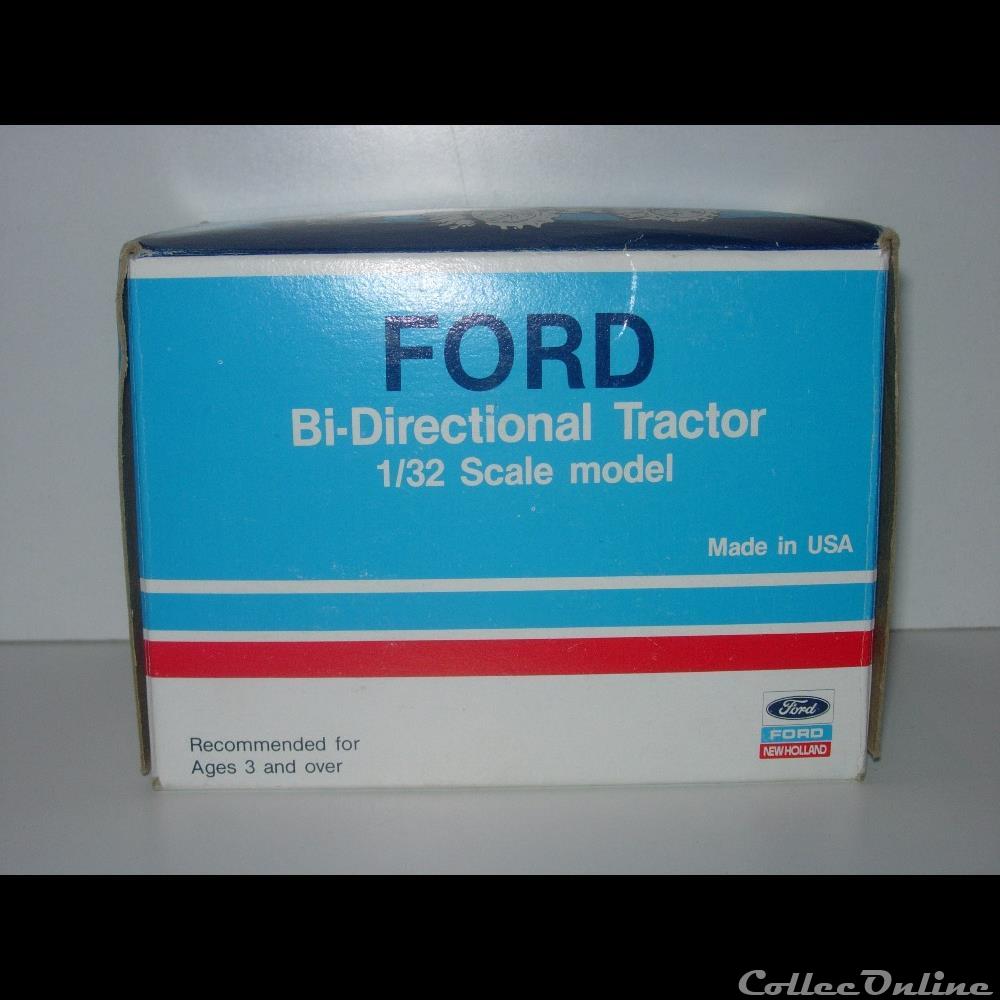 FORD
Bi-Directional Tractor
1/32 Scale model
Made in USA
Recommended for
Ages 3 and over
Ford
FORD
NEW HOLLAND
CollecOnline